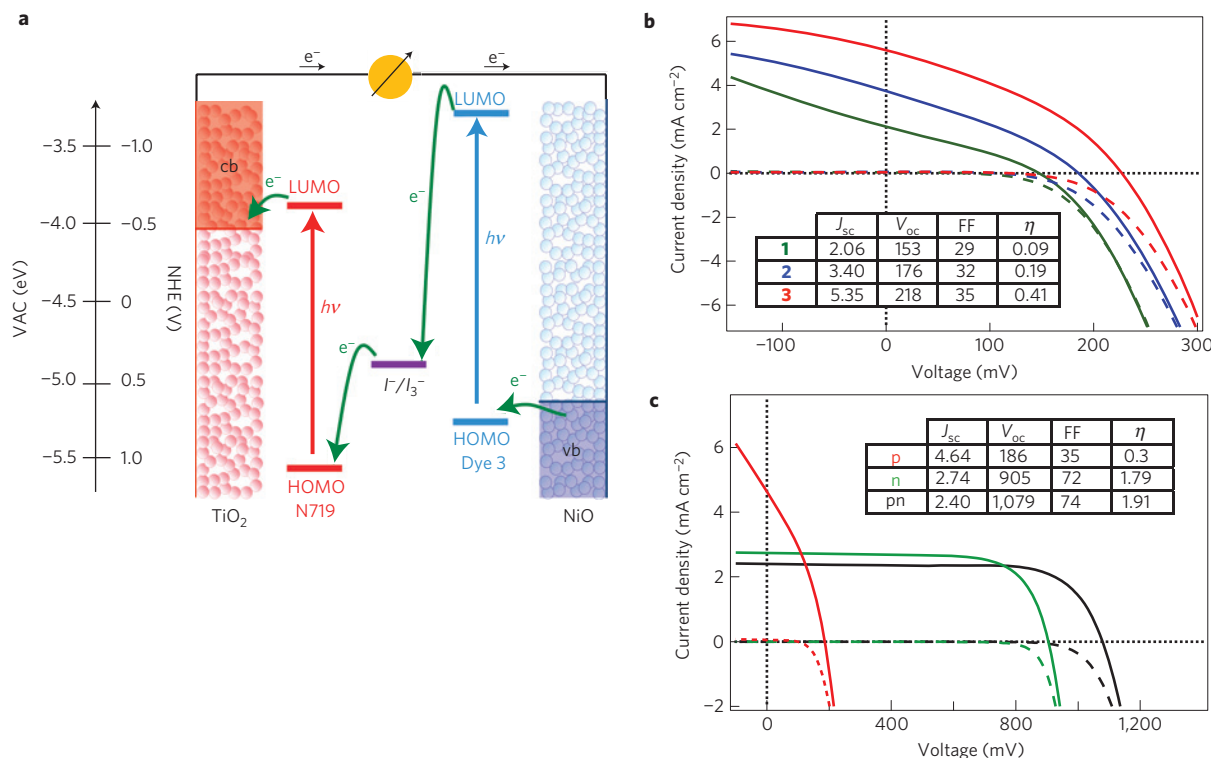 a
e⁻ e⁻
LUMO
cb
e⁻
LUMO
e⁻
hν
hν
e⁻
I⁻/I₃⁻
e⁻
HOMO
Dye 3
vb
HOMO
N719
TiO₂
NiO
VAC (eV)
−3.5
−4.0
−4.5
−5.0
−5.5
NHE (V)
−1.0
−0.5
0
0.5
1.0
b
Current density (mA cm⁻²)
6
4
2
0
−2
−4
−6
Jsc Voc FF η
1 2.06 153 29 0.09
2 3.40 176 32 0.19
3 5.35 218 35 0.41
−100 0 100 200 300
Voltage (mV)
c
Current density (mA cm⁻²)
6
4
2
0
−2
Jsc Voc FF η
p 4.64 186 35 0.3
n 2.74 905 72 1.79
pn 2.40 1,079 74 1.91
0 400 800 1,200
Voltage (mV)